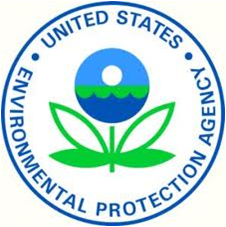 UNITED STATES
ENVIRONMENTAL PROTECTION AGENCY